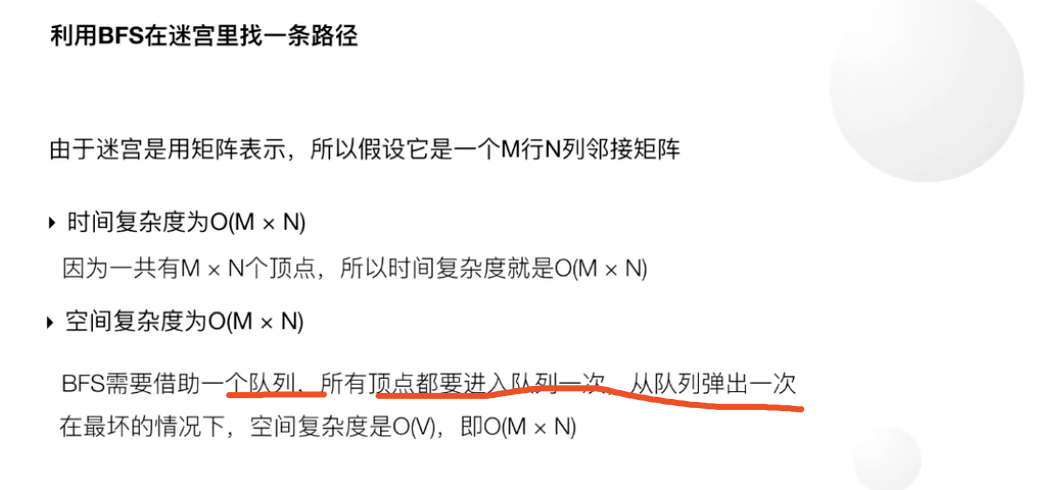 利用BFS在迷宫里找一条路径
由于迷宫是用矩阵表示，所以假设它是一个M行N列邻接矩阵
时间复杂度为O(M × N)
因为一共有M × N个顶点，所以时间复杂度就是O(M × N)
空间复杂度为O(M × N)
BFS需要借助一个队列，所有顶点都要进入队列一次，从队列弹出一次
在最坏的情况下，空间复杂度是O(V)，即O(M × N)